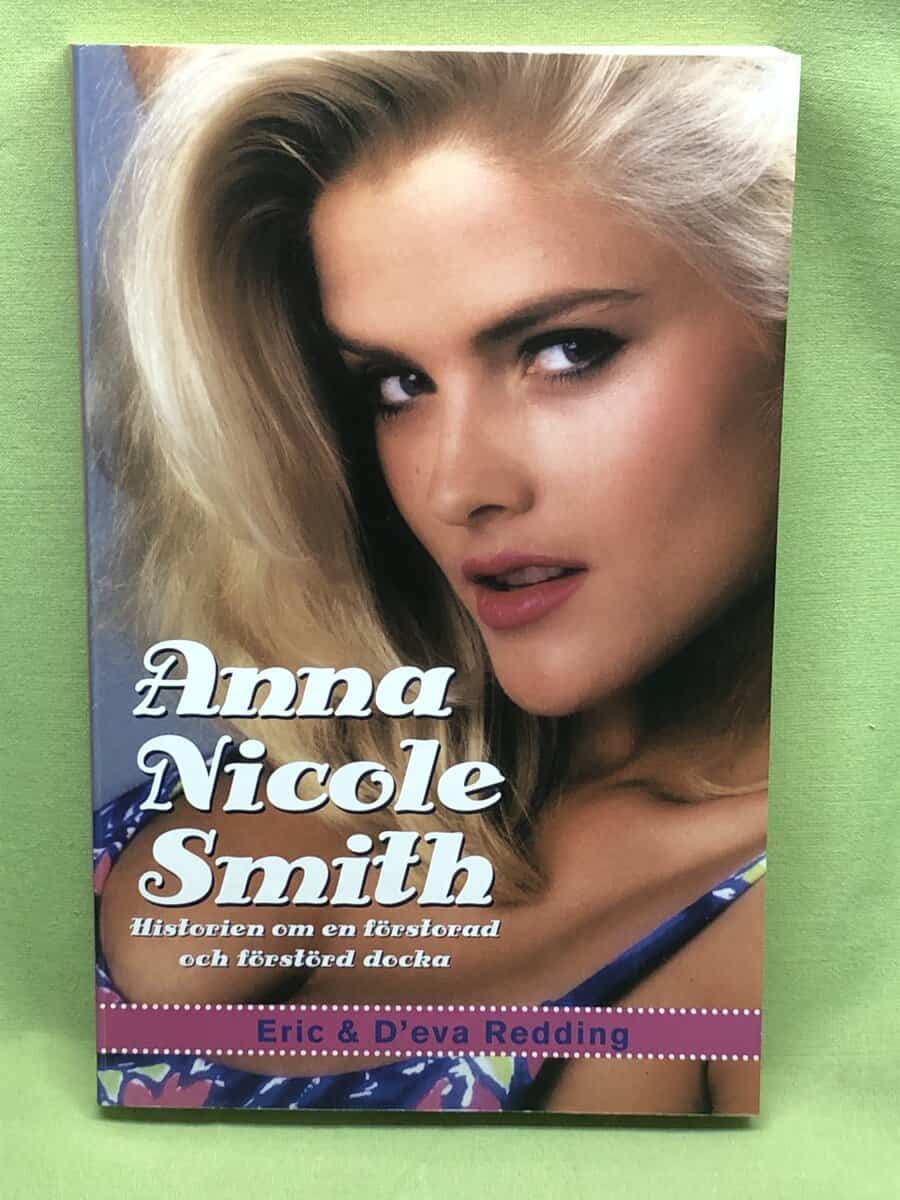 Anna
Nicole
Smith
Historien om en förstorad
och förstörd docka
Eric & D'eva Redding